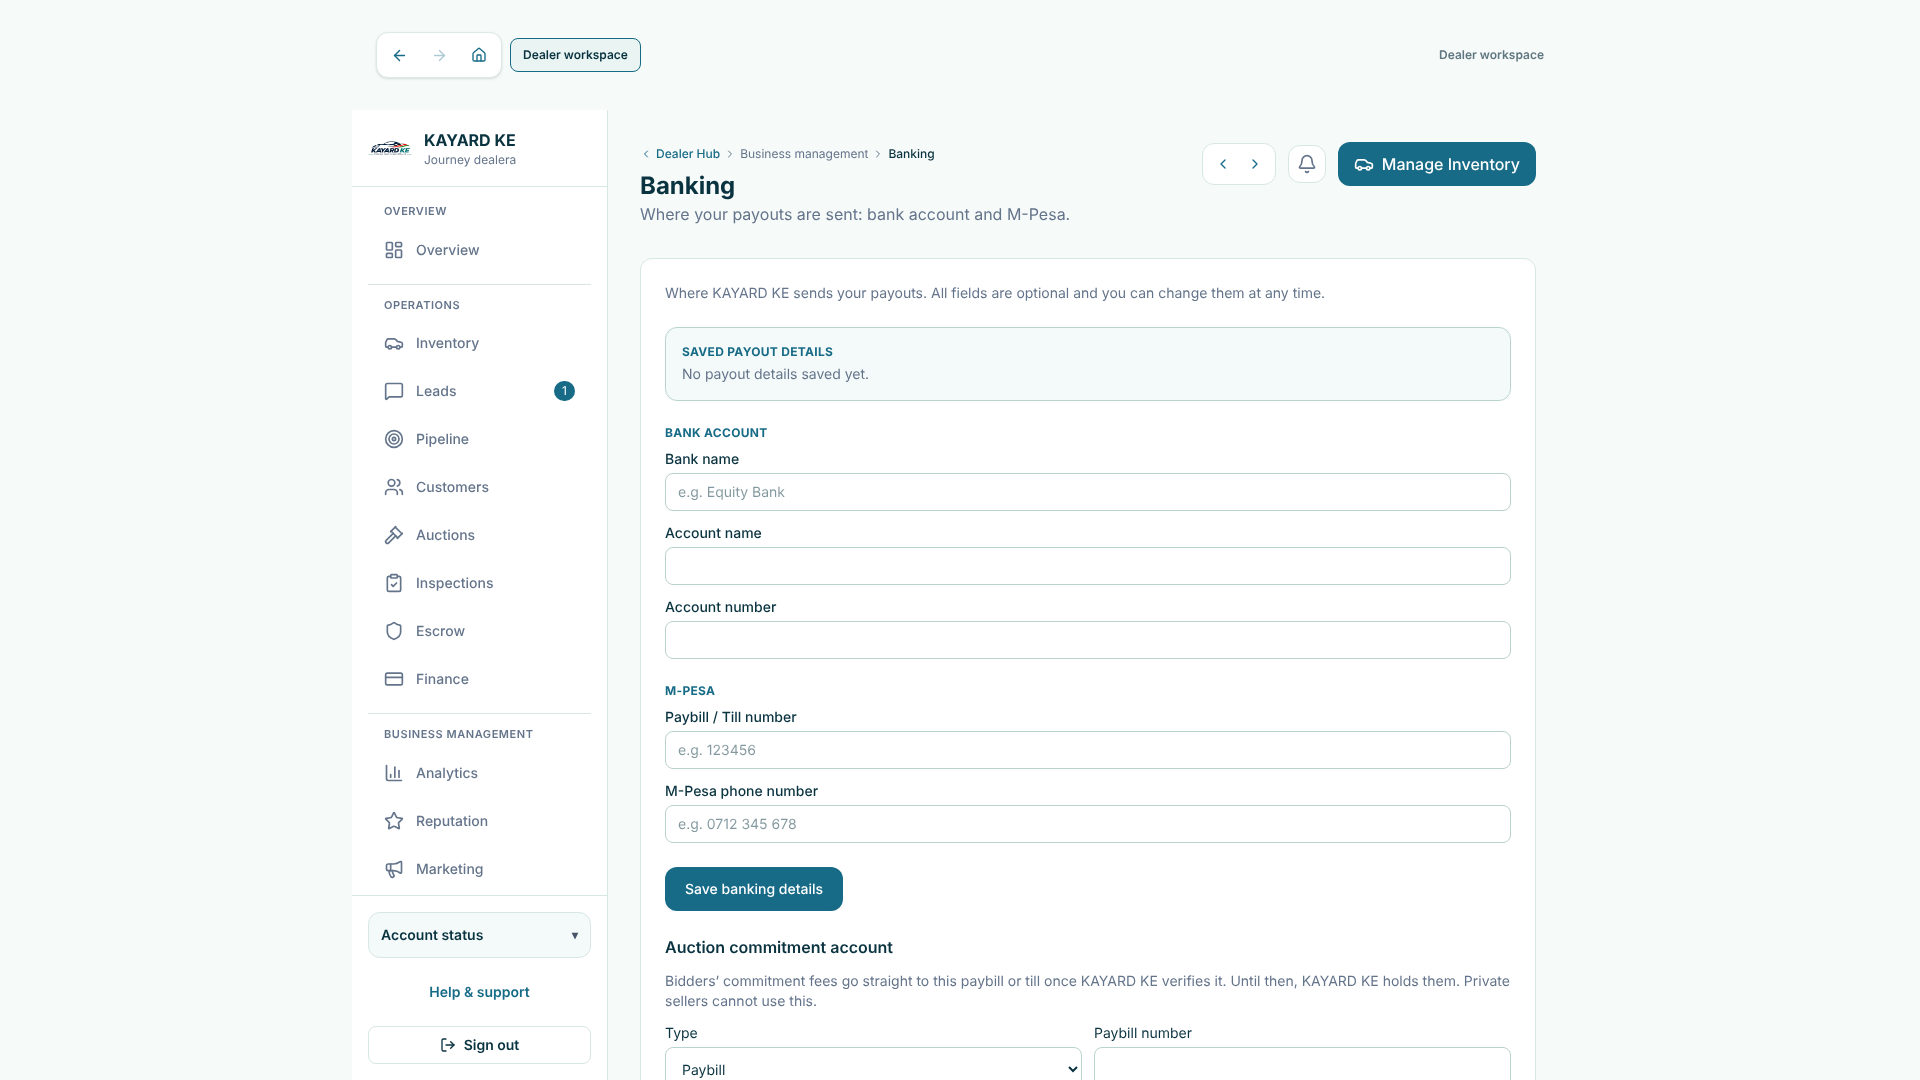 Dealer workspace
Dealer workspace
KAYARD KE
KAYARD KE
Journey dealera
OVERVIEW
Overview
OPERATIONS
Inventory
Leads 1
Pipeline
Customers
Auctions
Inspections
Escrow
Finance
BUSINESS MANAGEMENT
Analytics
Reputation
Marketing
Account status
Help & support
Sign out
Dealer Hub Business management Banking
Banking
Where your payouts are sent: bank account and M-Pesa.
Manage Inventory
Where KAYARD KE sends your payouts. All fields are optional and you can change them at any time.
SAVED PAYOUT DETAILS
No payout details saved yet.
BANK ACCOUNT
Bank name
e.g. Equity Bank
Account name
Account number
M-PESA
Paybill / Till number
e.g. 123456
M-Pesa phone number
e.g. 0712 345 678
Save banking details
Auction commitment account
Bidders’ commitment fees go straight to this paybill or till once KAYARD KE verifies it. Until then, KAYARD KE holds them. Private
sellers cannot use this.
Type
Paybill
Paybill number